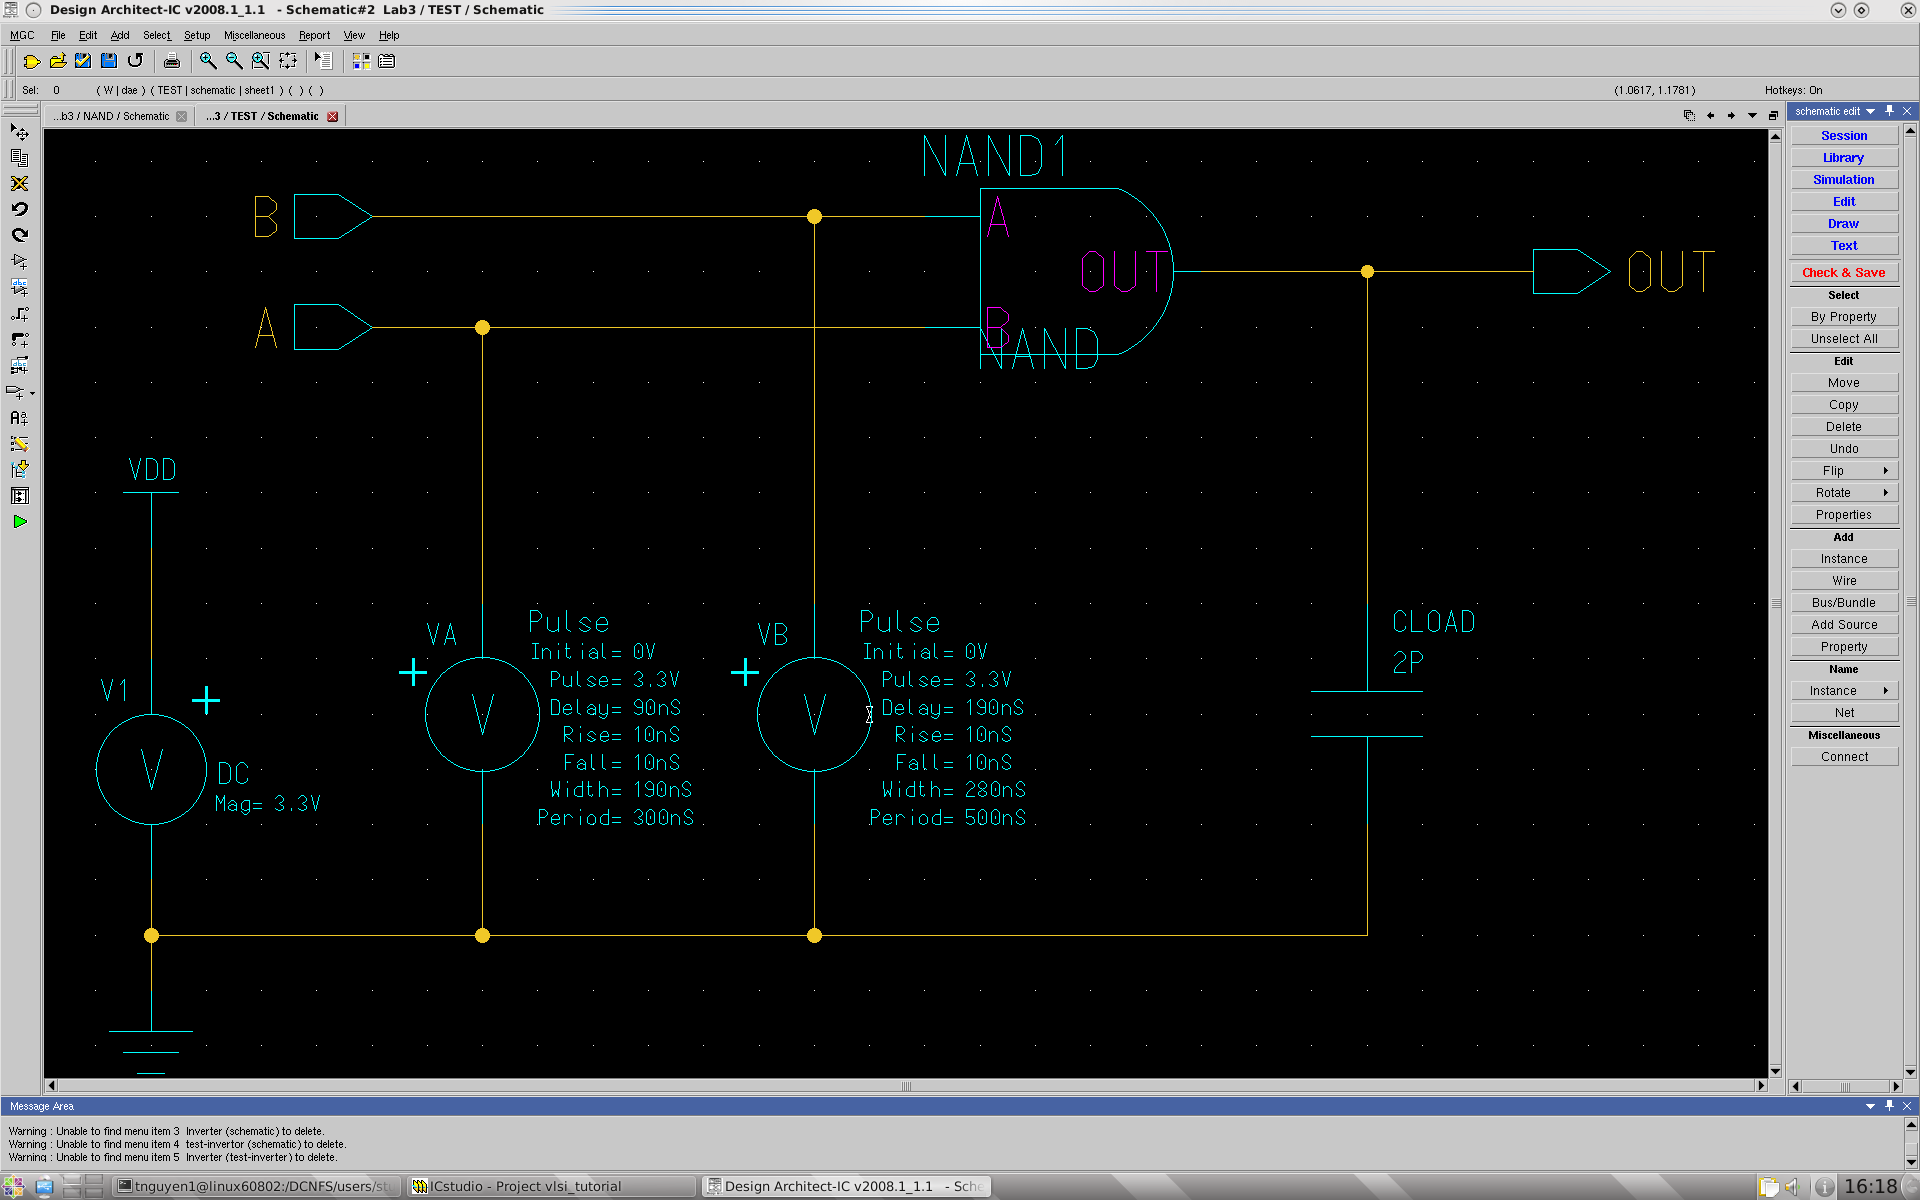 Design Architect-IC v2008.1_1.1 - Schematic#2 Lab3 / TEST / Schematic
MGC File Edit Add Select Setup Miscellaneous Report View Help
Sel: 0 ( W | dae ) ( TEST | schematic | sheet1 ) ( ) ( ) (1.0617, 1.1781) Hotkeys: On
...b3 / NAND / Schematic ...3 / TEST / Schematic
schematic edit
Session
Library
Simulation
Edit
Draw
Text
Check & Save
Select
By Property
Unselect All
Edit
Move
Copy
Delete
Undo
Flip
Rotate
Properties
Add
Instance
Wire
Bus/Bundle
Add Source
Property
Name
Instance
Net
Miscellaneous
Connect
NAND1
B
A
OUT
OUT
A
B
NAND
VDD
V1
V
DC
Mag= 3.3V
VA
V
Pulse
Initial= 0V
Pulse= 3.3V
Delay= 90nS
Rise= 10nS
Fall= 10nS
Width= 190nS
Period= 300nS
VB
V
Pulse
Initial= 0V
Pulse= 3.3V
Delay= 190nS
Rise= 10nS
Fall= 10nS
Width= 280nS
Period= 500nS
CLOAD
2P
Message Area
Warning : Unable to find menu item 3 Inverter (schematic) to delete.
Warning : Unable to find menu item 4 test-invertor (schematic) to delete.
Warning : Unable to find menu item 5 Inverter (test-inverter) to delete.
tnguyen1@linux60802:/DCNFS/users/st ICstudio - Project vlsi_tutorial Design Architect-IC v2008.1_1.1 - Sche 16:18